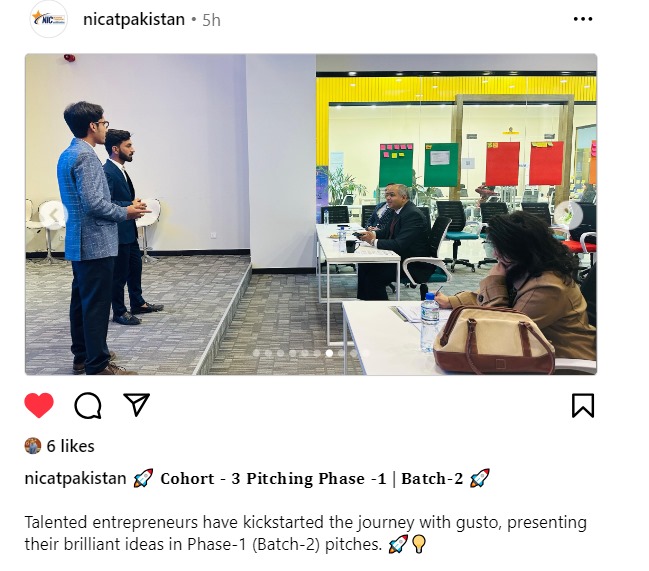 NIC
nicatpakistan • 5h
6 likes
nicatpakistan 🚀 Cohort - 3 Pitching Phase -1 | Batch-2 🚀
Talented entrepreneurs have kickstarted the journey with gusto, presenting
their brilliant ideas in Phase-1 (Batch-2) pitches. 🚀💡